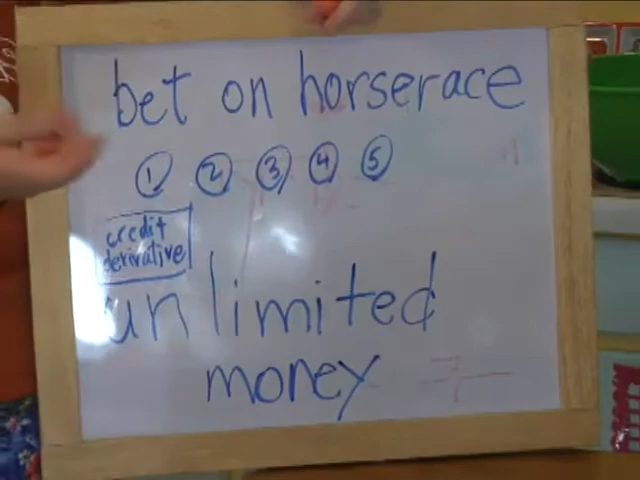 bet on horserace
① ② ③ ④ ⑤
credit
derivative
unlimited
money